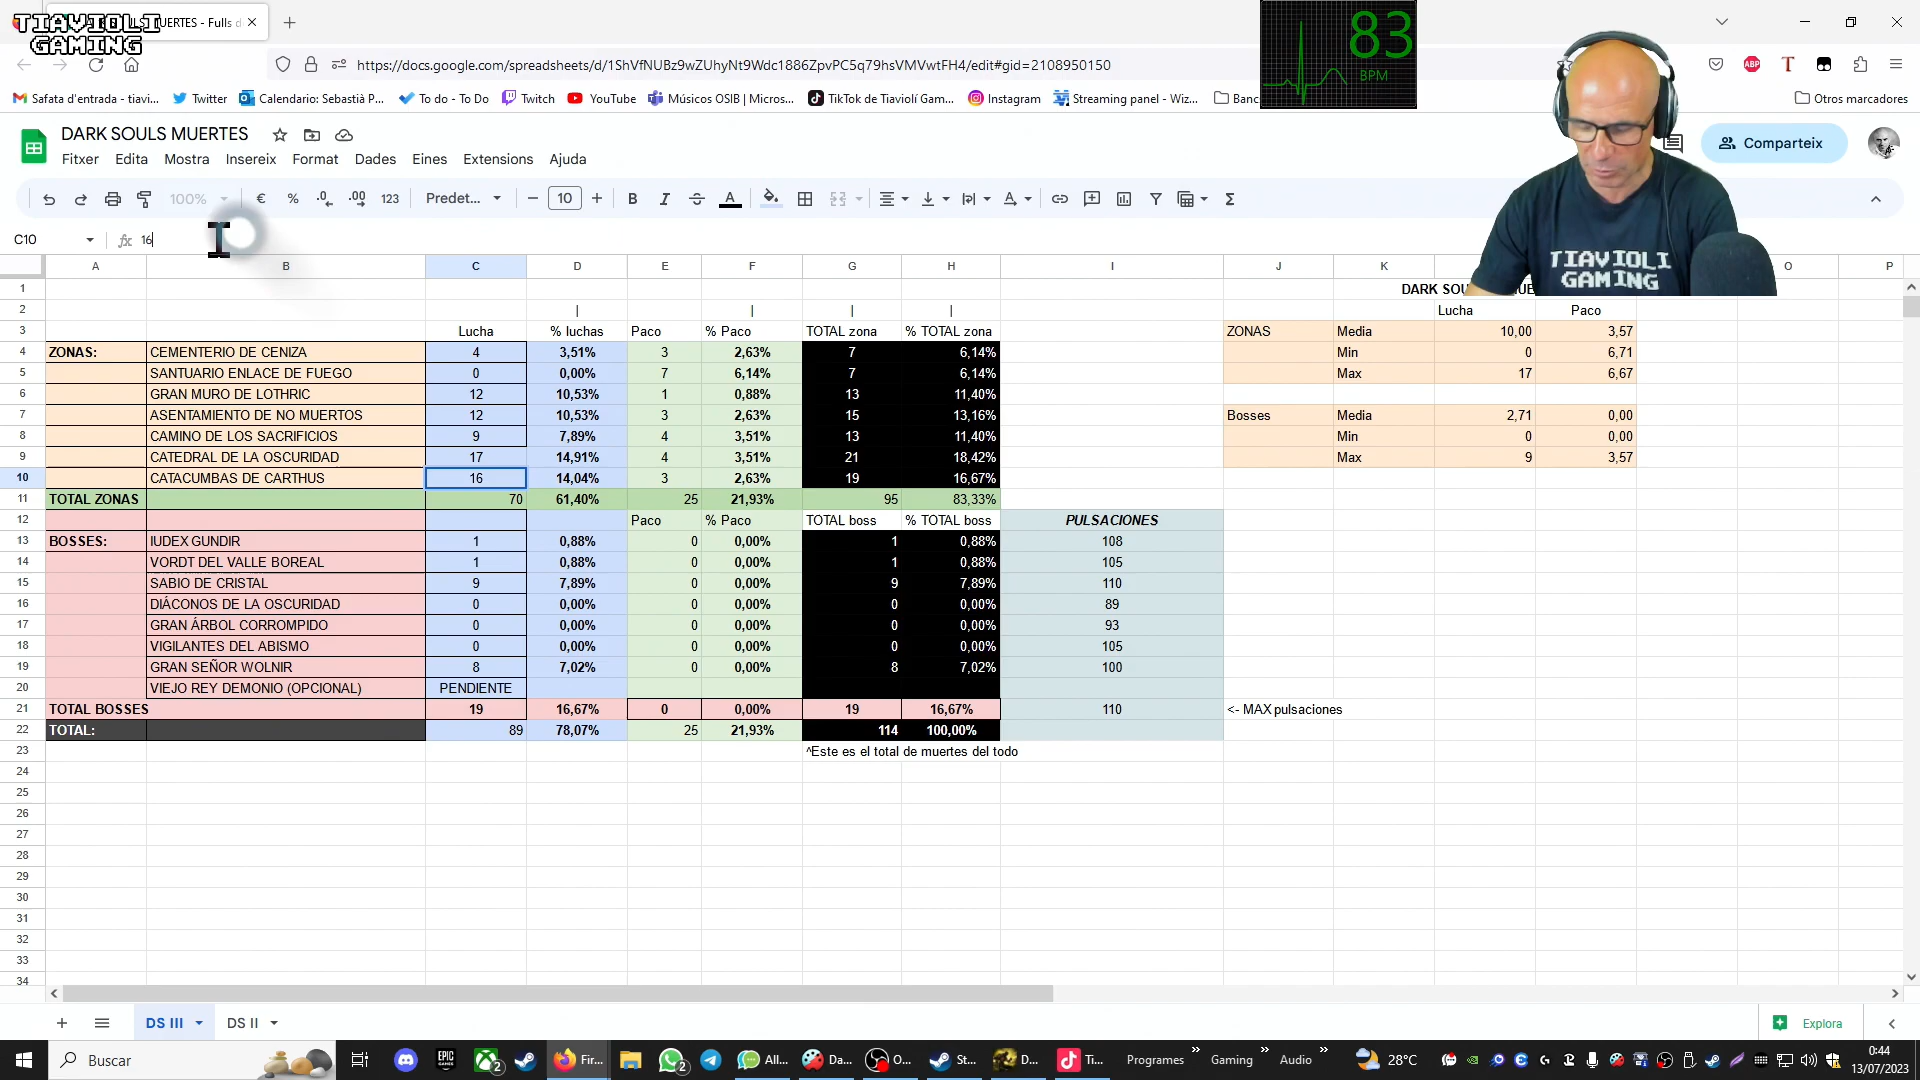 TIAVIOLI
GAMING
MUERTES - Fulls d
83
BPM
https://docs.google.com/spreadsheets/d/1ShVfNUBz9wZUhyNt9Wdc1886ZpvPC5q79hsVMVwtFH4/edit#gid=2108950150
Safata d'entrada - tiavi... Twitter Calendario: Sebastià P... To do - To Do Twitch YouTube Músicos OSIB | Micros... TikTok de Tiavioli Gam... Instagram Streaming panel - Wiz... Banc Otros marcadores
DARK SOULS MUERTES
Fitxer Edita Mostra Insereix Format Dades Eines Extensions Ajuda
Comparteix
100% € % .0 .00 123 Predet... 10 B I A
C10 fx 16
TIAVIOLI
GAMING
A B C D E F G H I J K O P
1 DARK SOU UE
2 | | | | Lucha Paco
3 Lucha % luchas Paco % Paco TOTAL zona % TOTAL zona ZONAS Media 10,00 3,57
4 ZONAS: CEMENTERIO DE CENIZA 4 3,51% 3 2,63% 7 6,14% Min 0 6,71
5 SANTUARIO ENLACE DE FUEGO 0 0,00% 7 6,14% 7 6,14% Max 17 6,67
6 GRAN MURO DE LOTHRIC 12 10,53% 1 0,88% 13 11,40%
7 ASENTAMIENTO DE NO MUERTOS 12 10,53% 3 2,63% 15 13,16% Bosses Media 2,71 0,00
8 CAMINO DE LOS SACRIFICIOS 9 7,89% 4 3,51% 13 11,40% Min 0 0,00
9 CATEDRAL DE LA OSCURIDAD 17 14,91% 4 3,51% 21 18,42% Max 9 3,57
10 CATACUMBAS DE CARTHUS 16 14,04% 3 2,63% 19 16,67%
11 TOTAL ZONAS 70 61,40% 25 21,93% 95 83,33%
12 Paco % Paco TOTAL boss % TOTAL boss PULSACIONES
13 BOSSES: IUDEX GUNDIR 1 0,88% 0 0,00% 1 0,88% 108
14 VORDT DEL VALLE BOREAL 1 0,88% 0 0,00% 1 0,88% 105
15 SABIO DE CRISTAL 9 7,89% 0 0,00% 9 7,89% 110
16 DIÁCONOS DE LA OSCURIDAD 0 0,00% 0 0,00% 0 0,00% 89
17 GRAN ÁRBOL CORROMPIDO 0 0,00% 0 0,00% 0 0,00% 93
18 VIGILANTES DEL ABISMO 0 0,00% 0 0,00% 0 0,00% 105
19 GRAN SEÑOR WOLNIR 8 7,02% 0 0,00% 8 7,02% 100
20 VIEJO REY DEMONIO (OPCIONAL) PENDIENTE
21 TOTAL BOSSES 19 16,67% 0 0,00% 19 16,67% 110 <- MAX pulsaciones
22 TOTAL: 89 78,07% 25 21,93% 114 100,00%
23 ^Este es el total de muertes del todo
24
25
26
27
28
29
30
31
32
33
34
DS III DS II Explora
Buscar EPIC GAMES 2 Fir... 2 All... Da... O... St... D... Ti... Programes Gaming Audio 28°C 0:44
13/07/2023